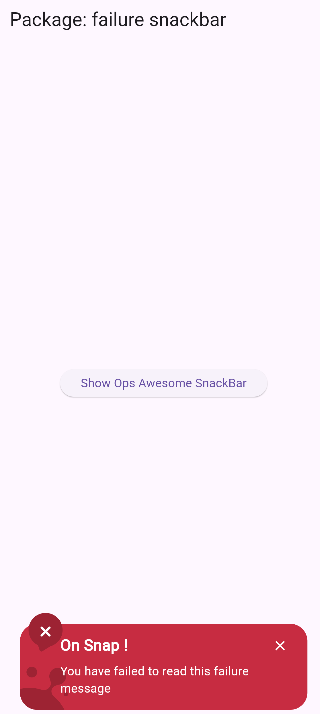 Package: failure snackbar
Show Ops Awesome SnackBar
On Snap !
You have failed to read this failure
message